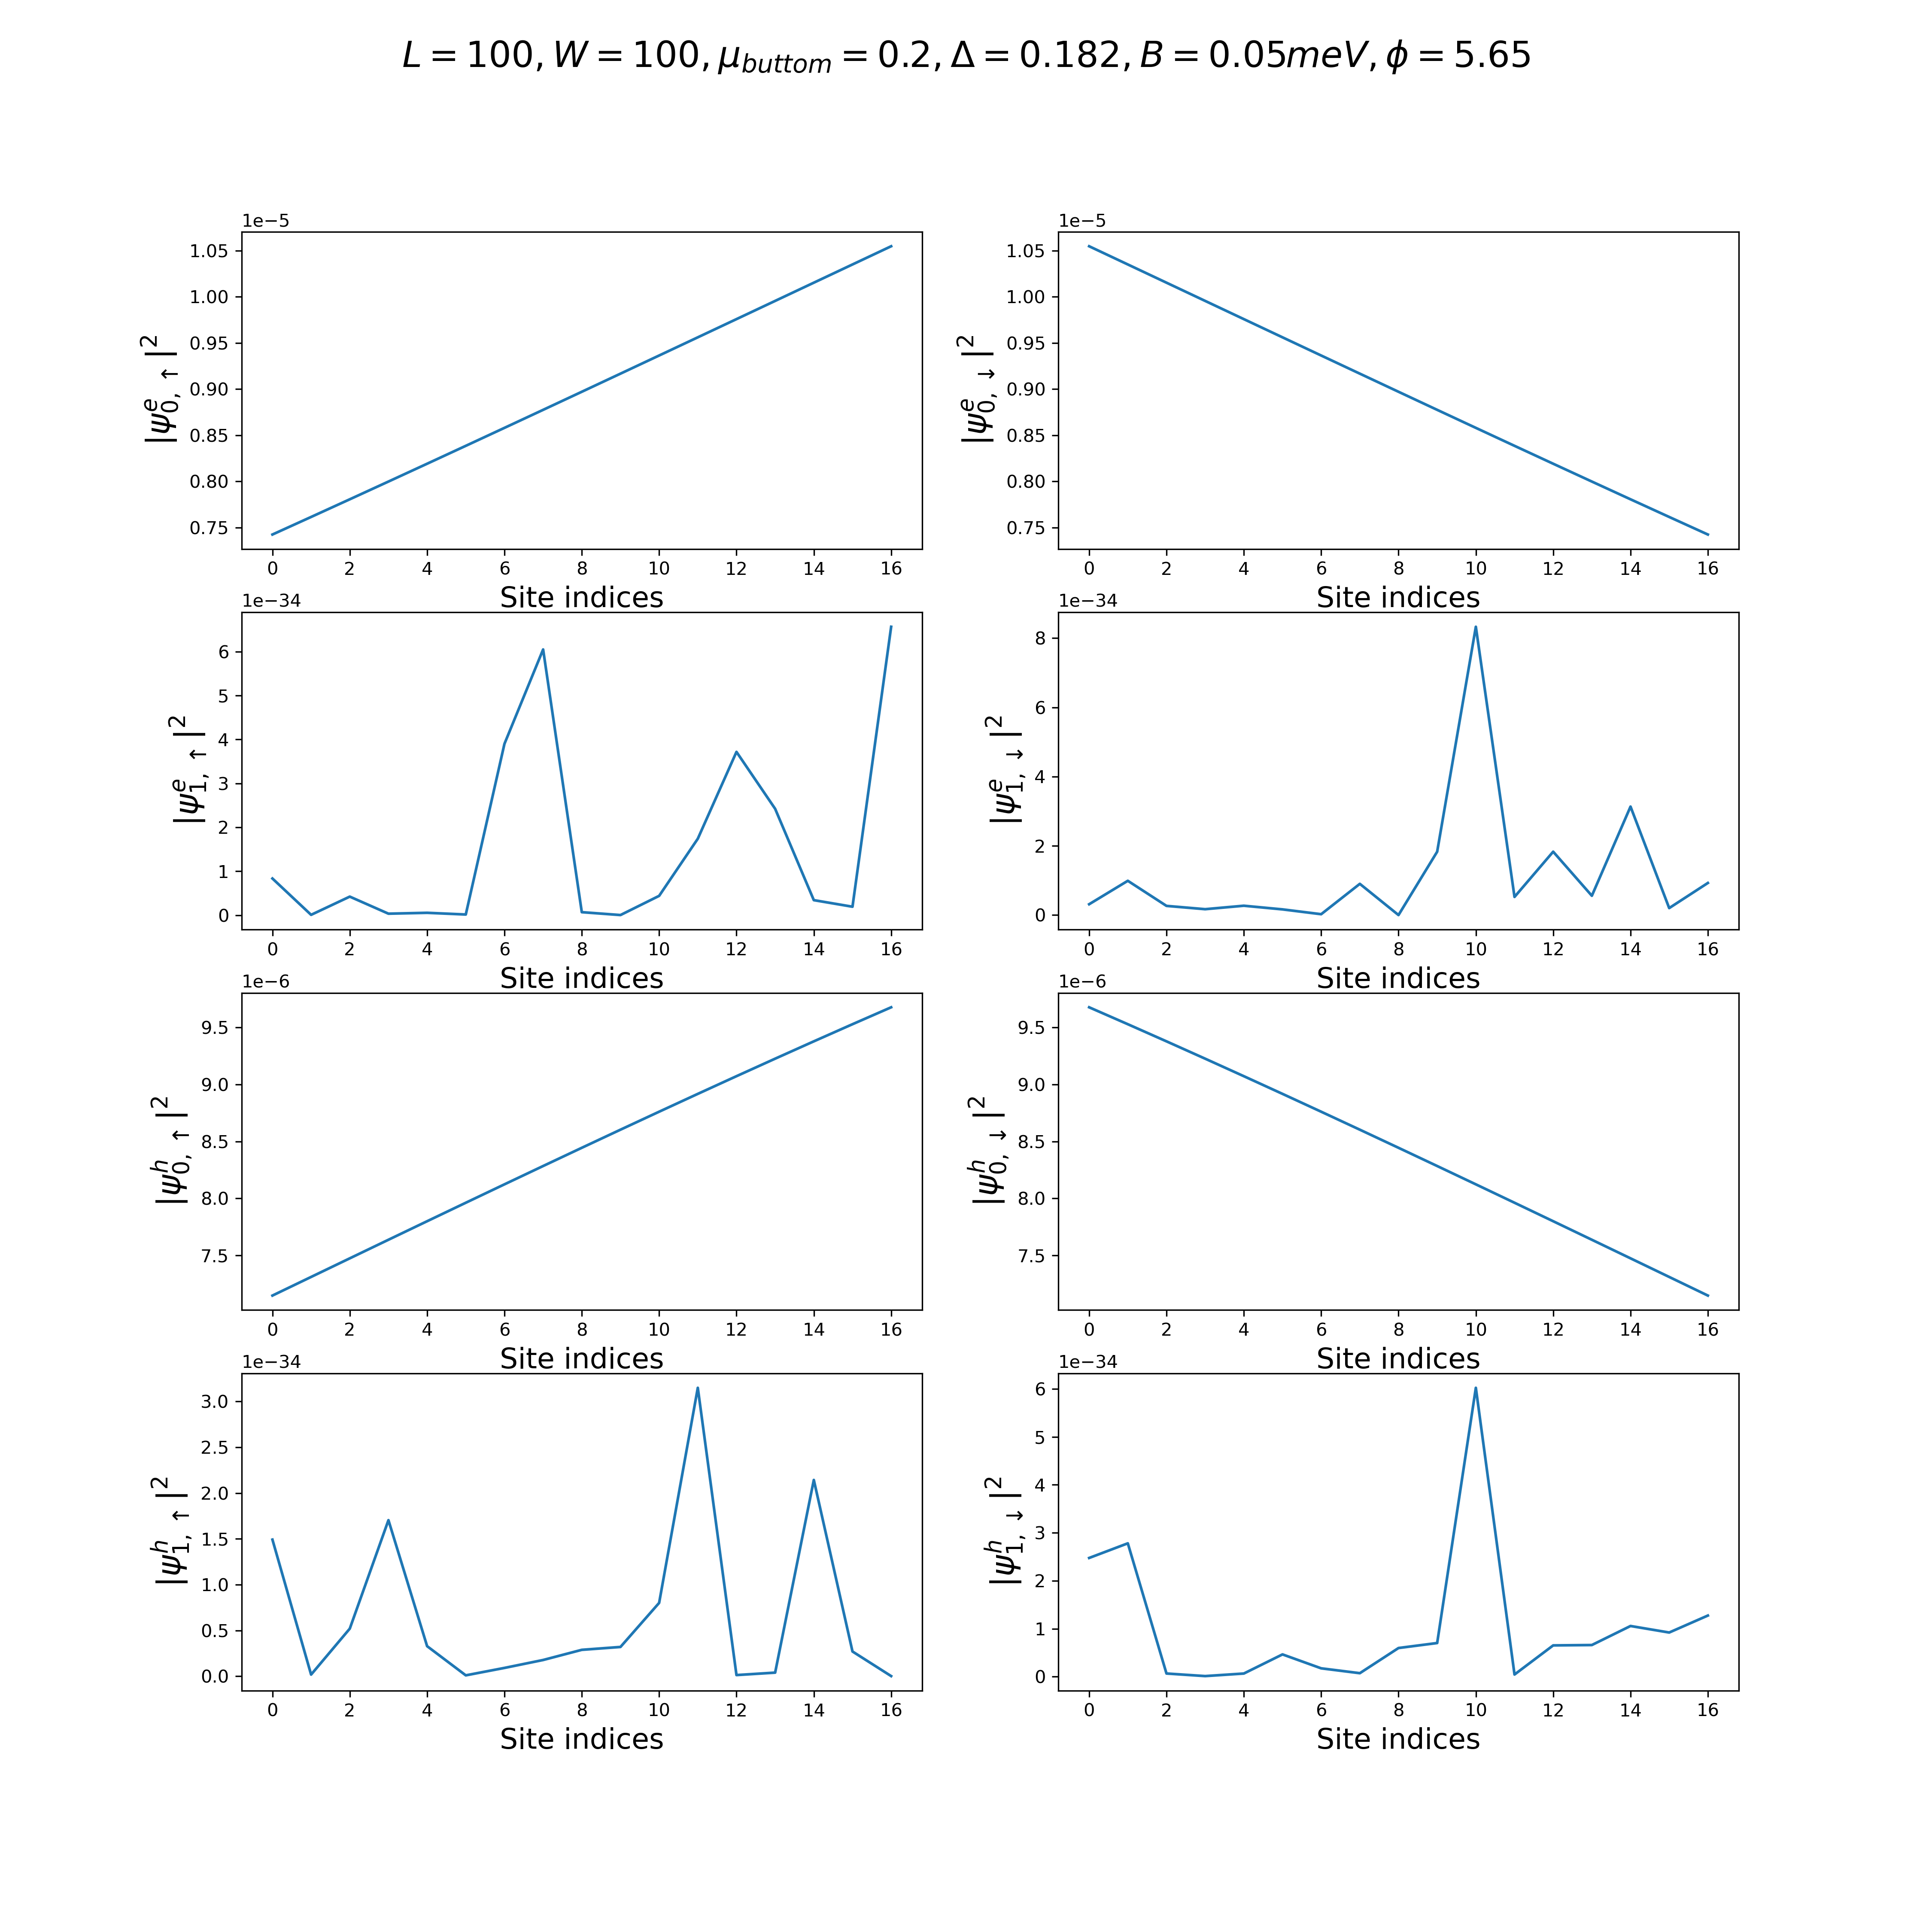 L = 100, W = 100, μ_buttom = 0.2, Δ = 0.182, B = 0.05meV, ϕ = 5.65
1e−5
1.05
1.00
0.95
0.90
0.85
0.80
0.75
|ψ^e_{0, ↑}|^2
0 2 4 6 8 10 12 14 16
Site indices
1e−5
1.05
1.00
0.95
0.90
0.85
0.80
0.75
|ψ^e_{0, ↓}|^2
0 2 4 6 8 10 12 14 16
Site indices
1e−34
6
5
4
3
2
1
0
|ψ^e_{1, ↑}|^2
0 2 4 6 8 10 12 14 16
Site indices
1e−34
8
6
4
2
0
|ψ^e_{1, ↓}|^2
0 2 4 6 8 10 12 14 16
Site indices
1e−6
9.5
9.0
8.5
8.0
7.5
|ψ^h_{0, ↑}|^2
0 2 4 6 8 10 12 14 16
Site indices
1e−6
9.5
9.0
8.5
8.0
7.5
|ψ^h_{0, ↓}|^2
0 2 4 6 8 10 12 14 16
Site indices
1e−34
3.0
2.5
2.0
1.5
1.0
0.5
0.0
|ψ^h_{1, ↑}|^2
0 2 4 6 8 10 12 14 16
Site indices
1e−34
6
5
4
3
2
1
0
|ψ^h_{1, ↓}|^2
0 2 4 6 8 10 12 14 16
Site indices